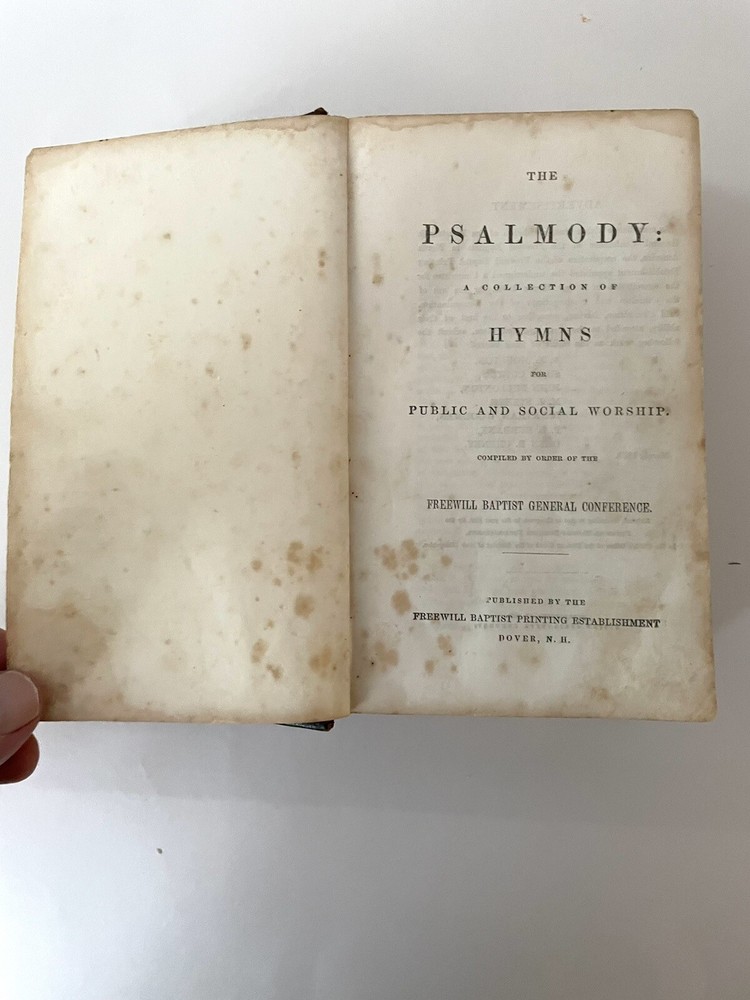 THE
PSALMODY:
A COLLECTION OF
HYMNS
FOR
PUBLIC AND SOCIAL WORSHIP.
COMPILED BY ORDER OF THE
FREEWILL BAPTIST GENERAL CONFERENCE.
PUBLISHED BY THE
FREEWILL BAPTIST PRINTING ESTABLISHMENT
DOVER, N. H.